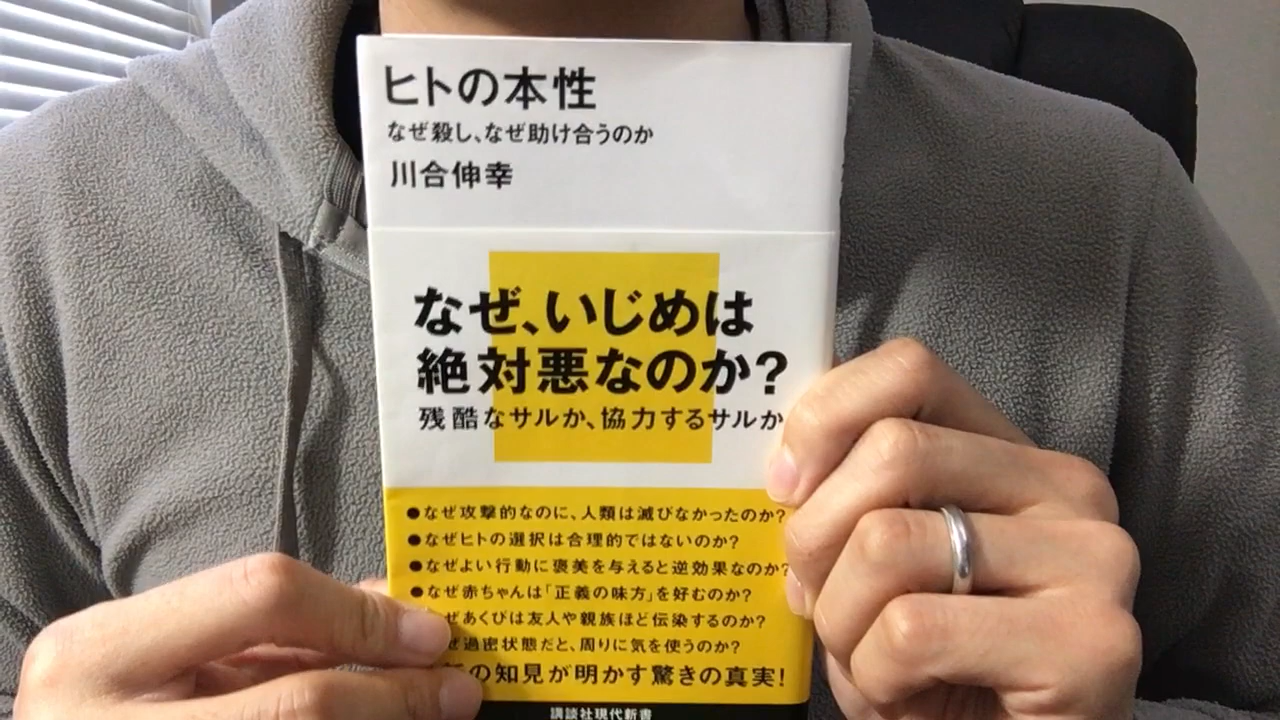 ヒトの本性
なぜ殺し、なぜ助け合うのか
川合伸幸
なぜ、いじめは
絶対悪なのか?
残酷なサルか、協力するサルか
●なぜ攻撃的なのに、人類は滅びなかったのか?
●なぜヒトの選択は合理的ではないのか?
●なぜよい行動に褒美を与えると逆効果なのか?
●なぜ赤ちゃんは「正義の味方」を好むのか?
ぜあくびは友人や親族ほど伝染するのか?
ぜ過密状態だと、周りに気を使うのか?
の知見が明かす驚きの真実!
講談社現代新書